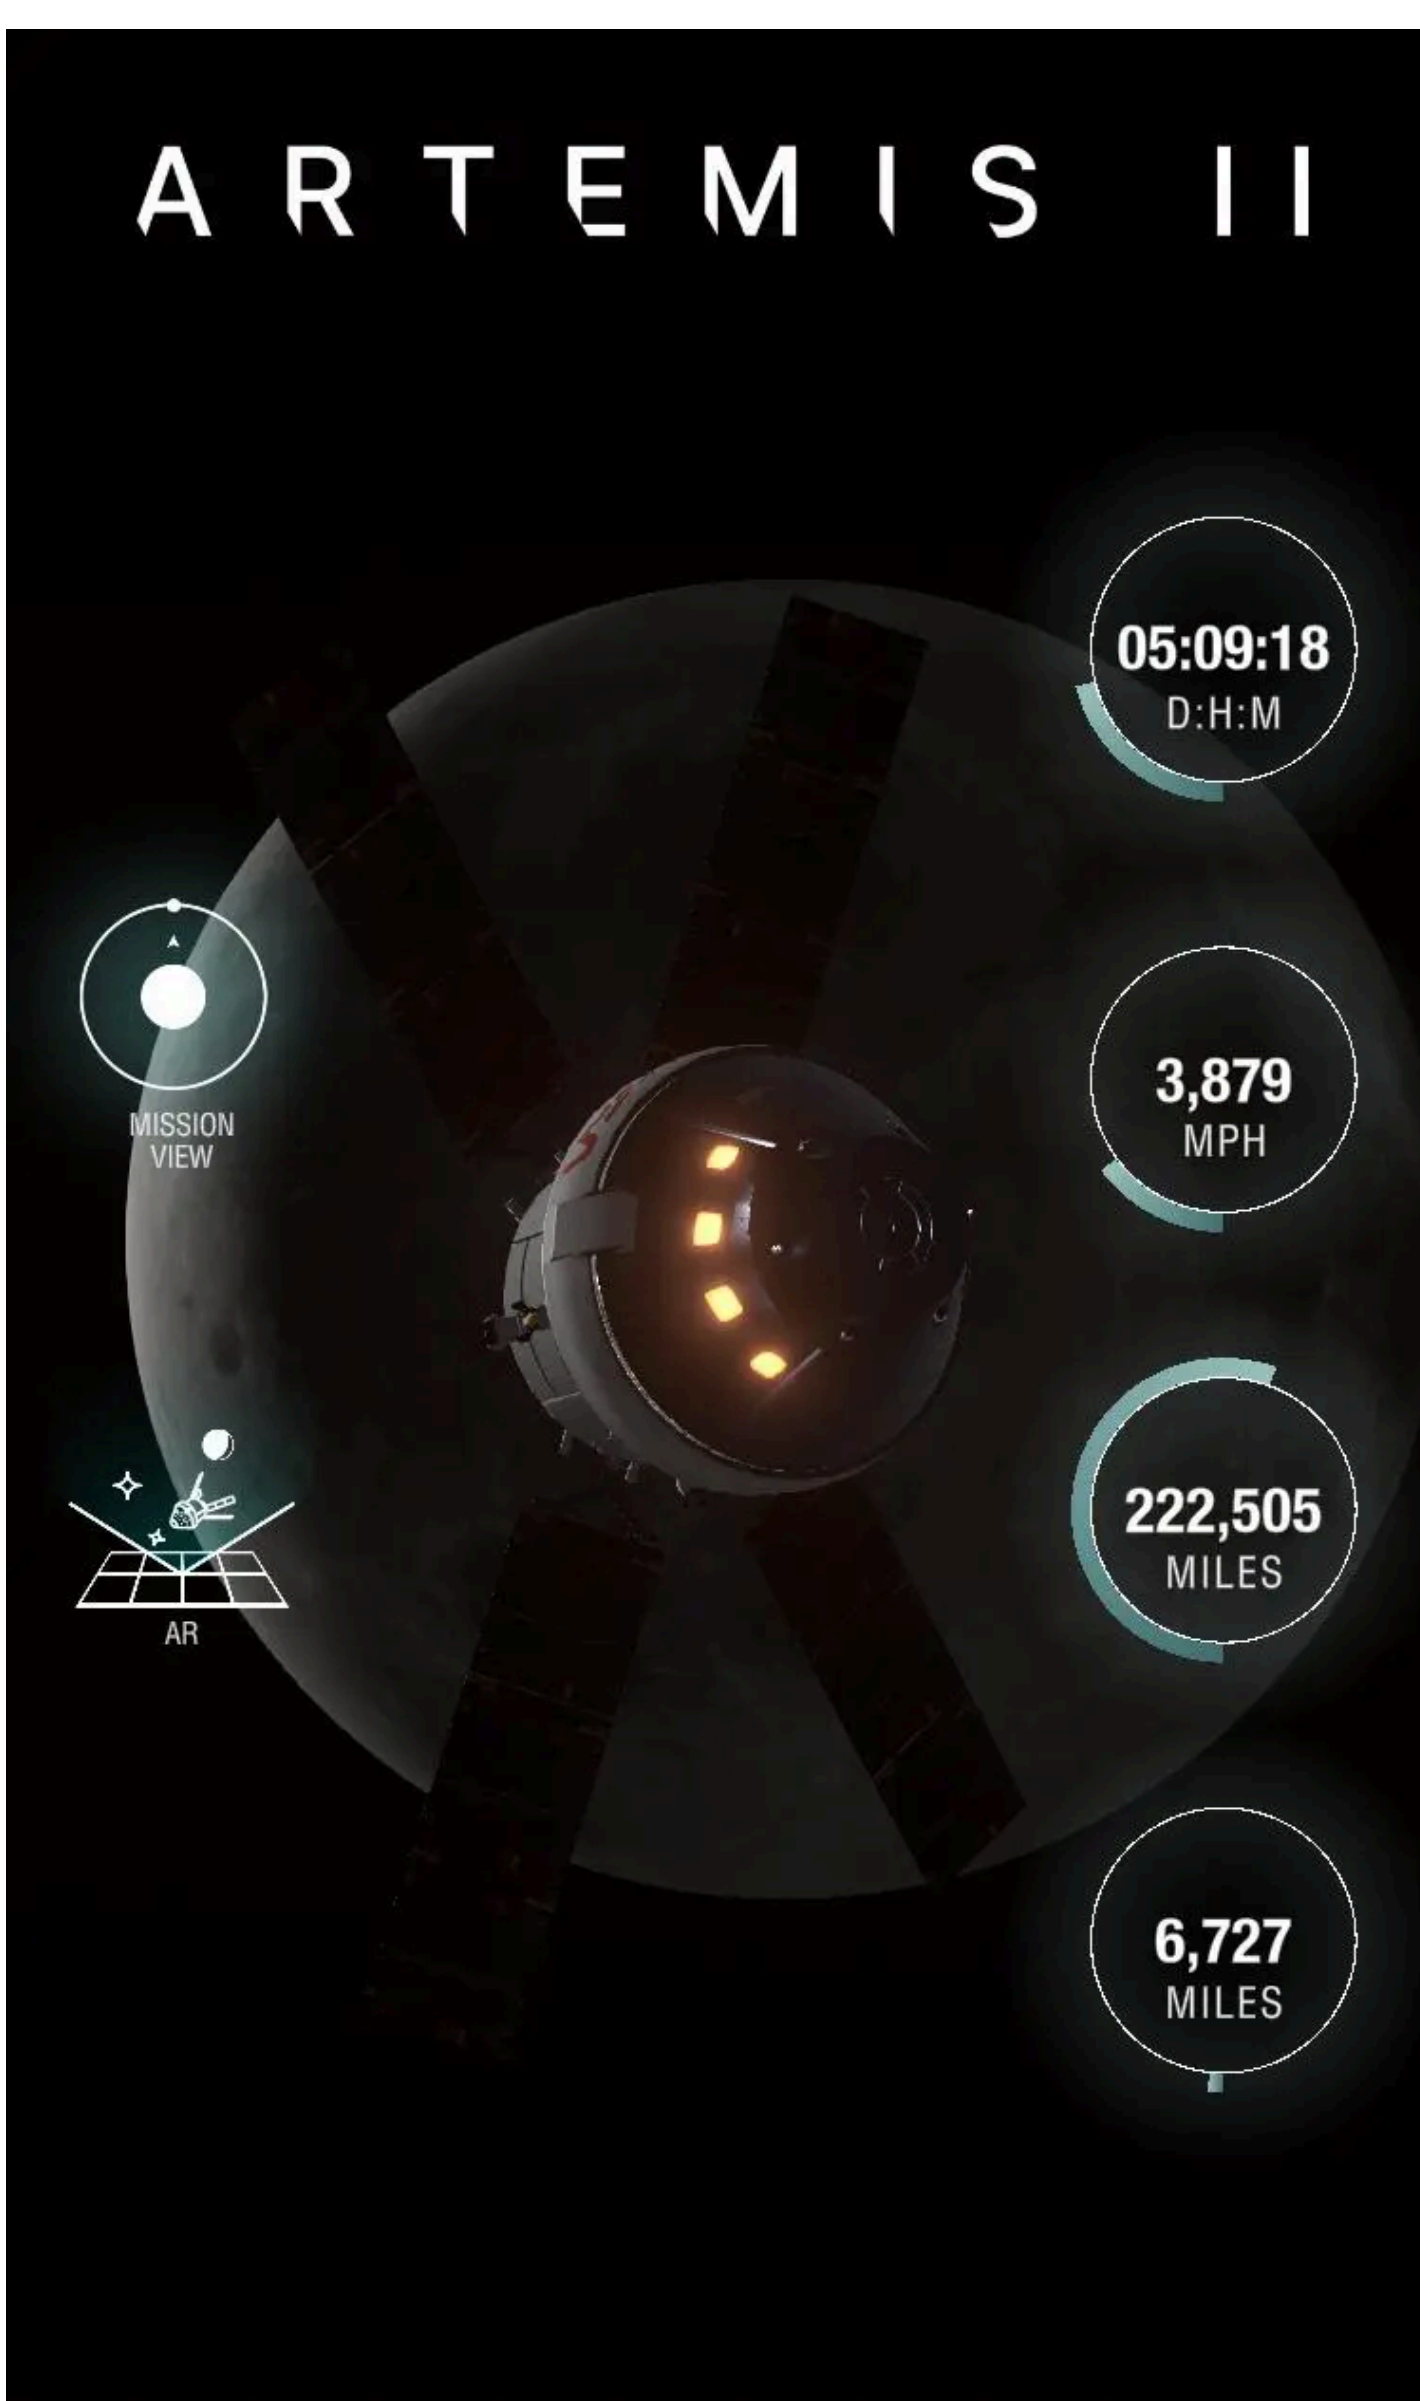 ARTEMIS II
05:09:18
D:H:M
3,879
MPH
MISSION
VIEW
222,505
MILES
AR
6,727
MILES